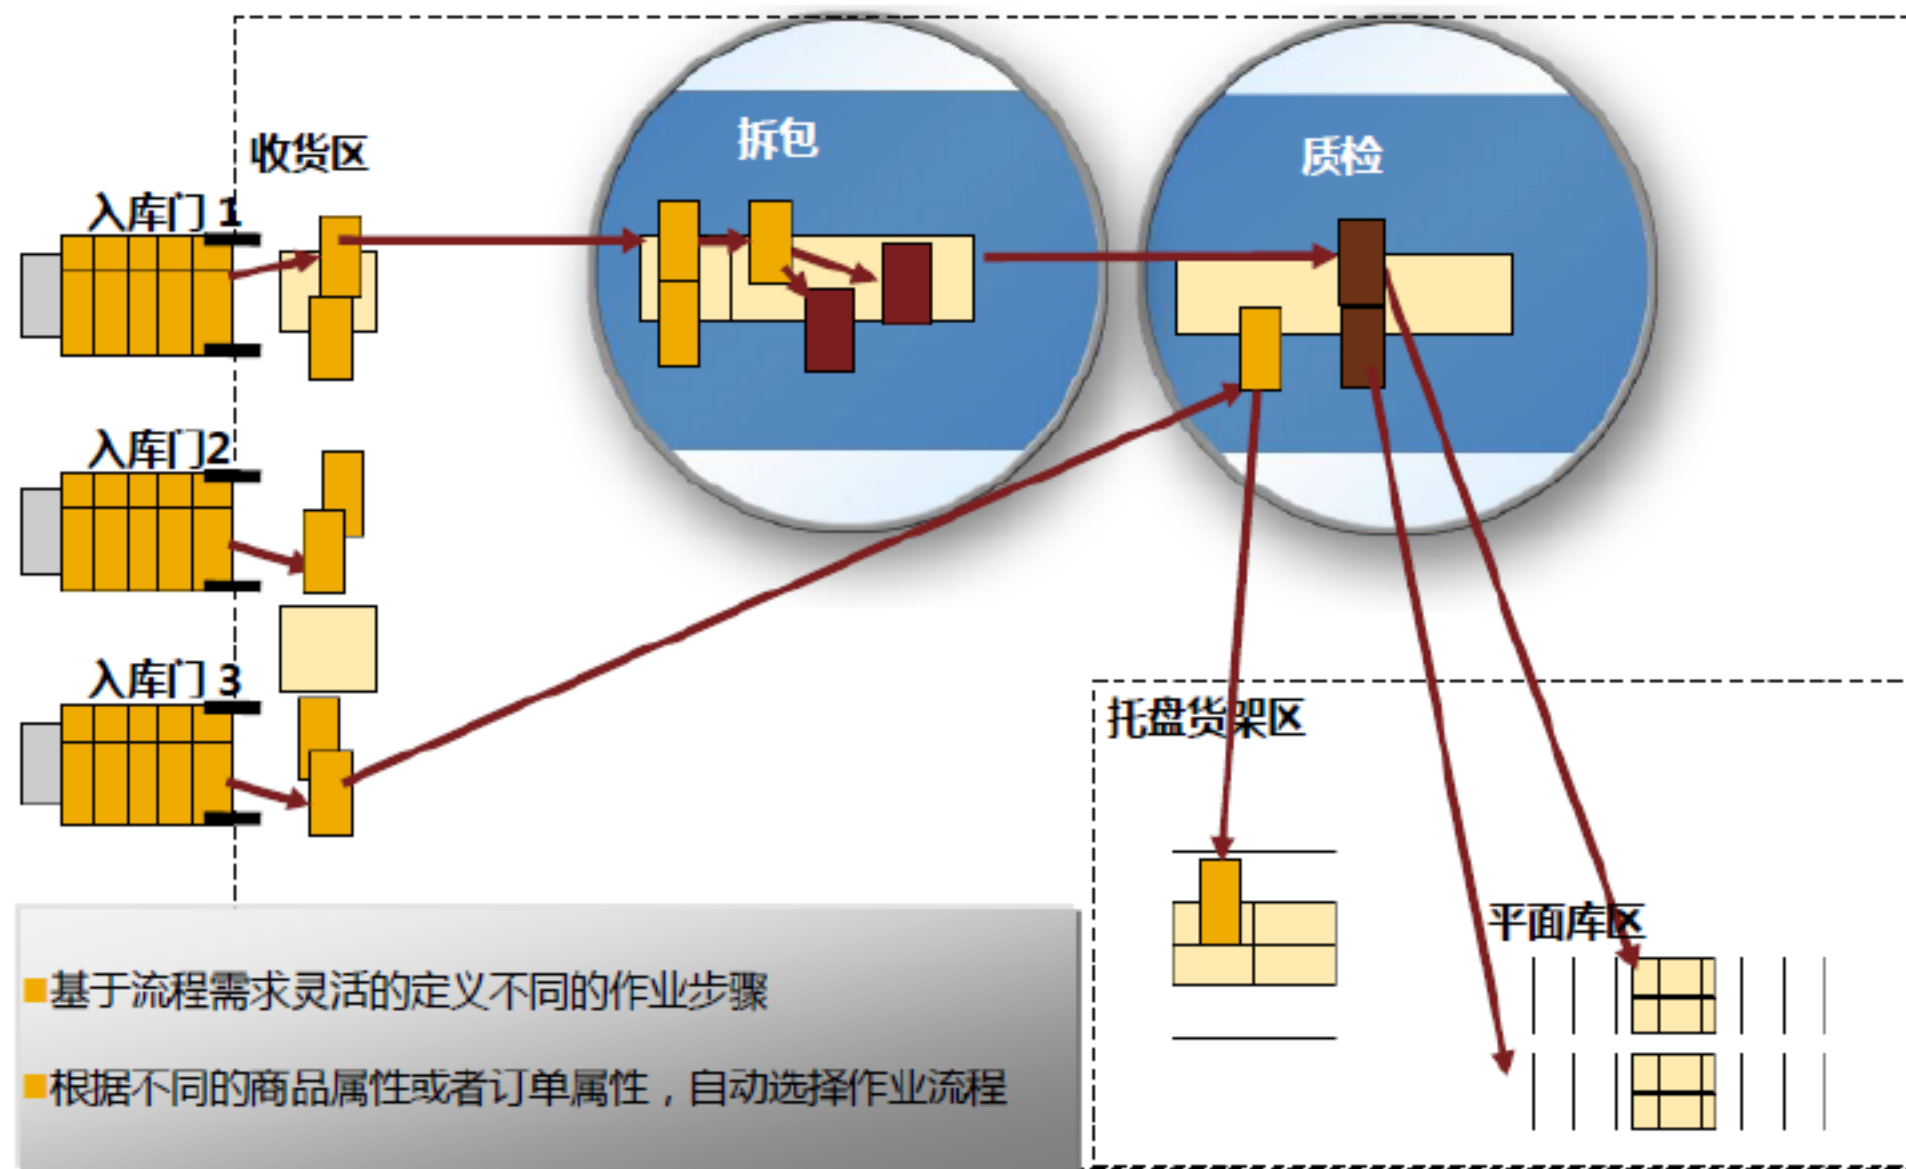 收货区
拆包
质检
入库门 1
入库门2
入库门 3
托盘货架区
平面库区
基于流程需求灵活的定义不同的作业步骤
根据不同的商品属性或者订单属性，自动选择作业流程